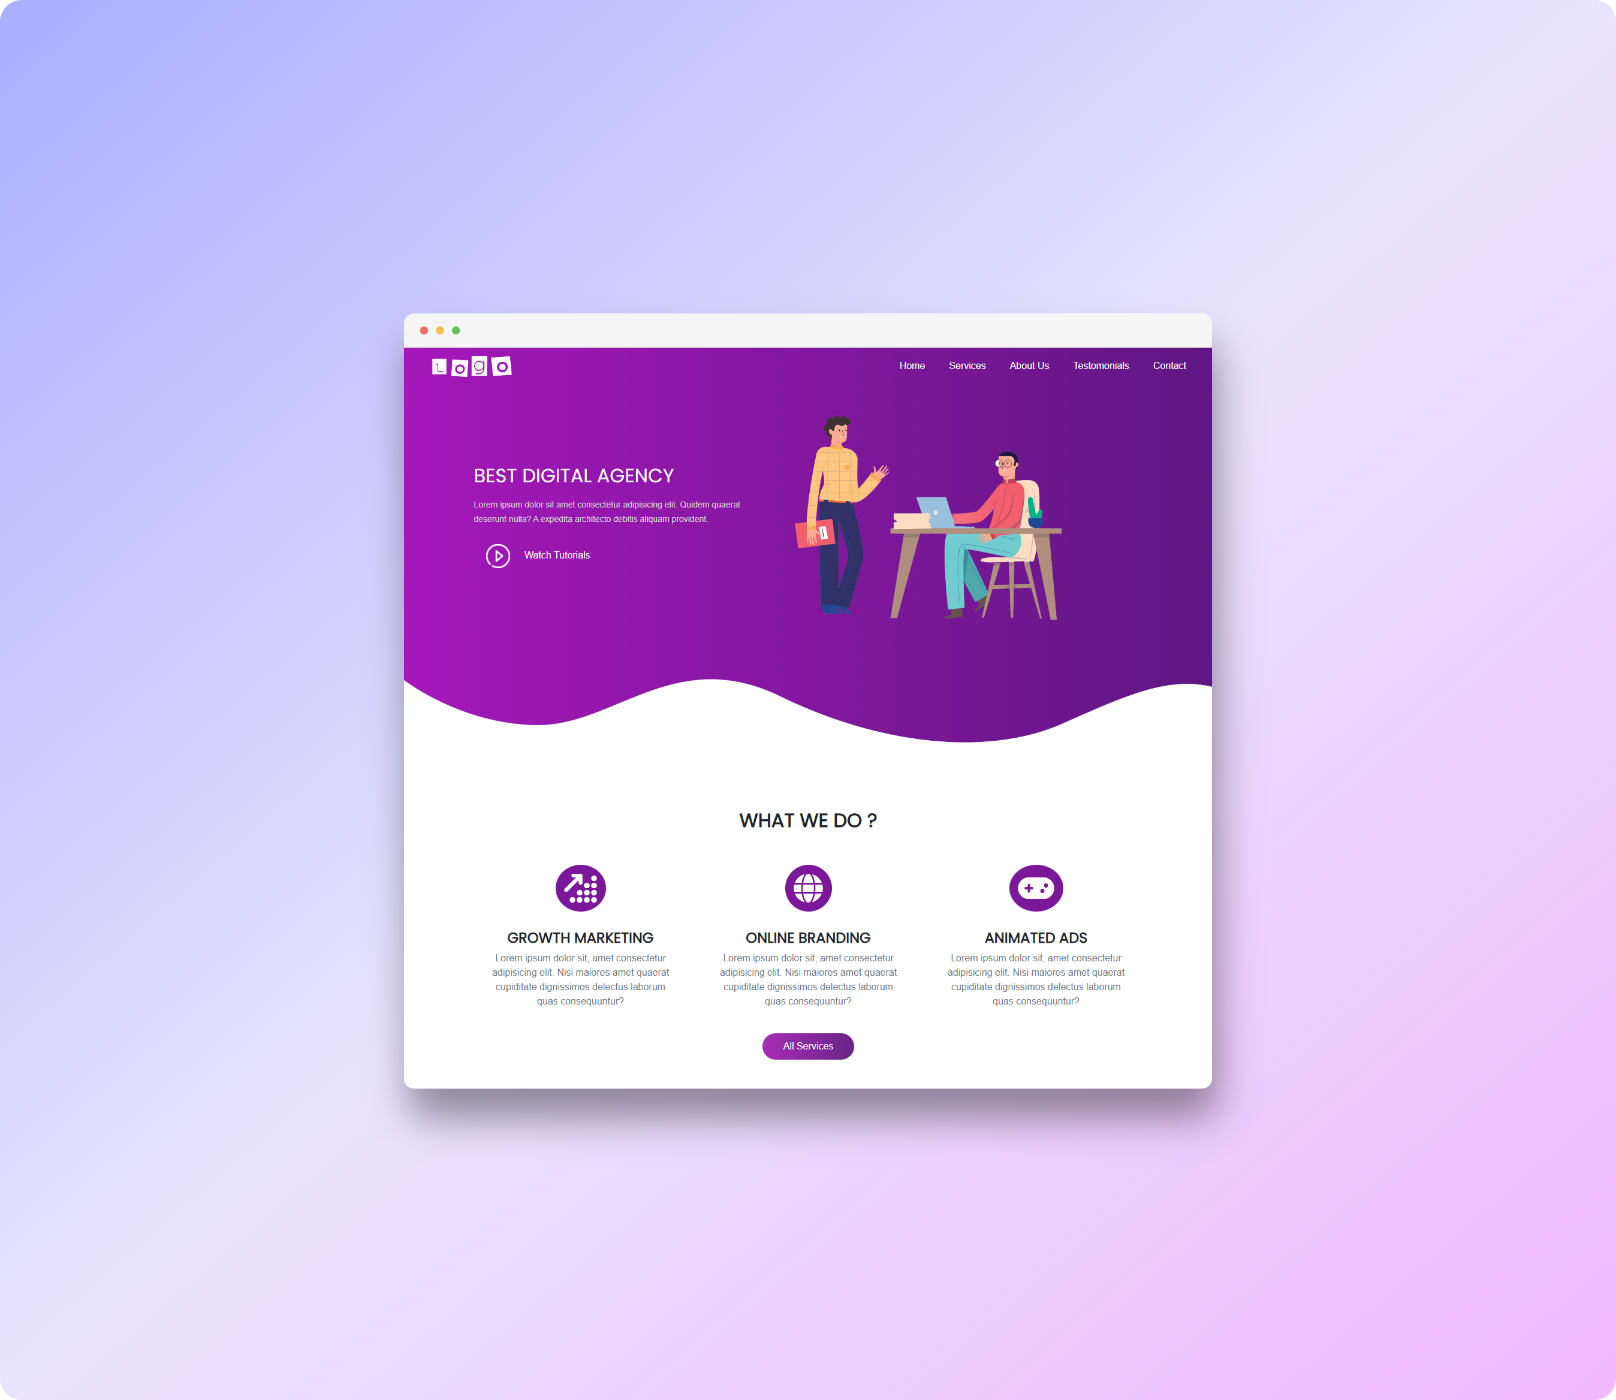 Logo
Home Services About Us Testomonials Contact
BEST DIGITAL AGENCY
Lorem ipsum dolor sit amet consectetur adipisicing elit. Quidem quaerat
deserunt nulla? A expedita architecto debitis aliquam provident.
Watch Tutorials
WHAT WE DO ?
GROWTH MARKETING
Lorem ipsum dolor sit, amet consectetur
adipisicing elit. Nisi maiores amet quaerat
cupiditate dignissimos delectus laborum
quas consequuntur?
ONLINE BRANDING
Lorem ipsum dolor sit, amet consectetur
adipisicing elit. Nisi maiores amet quaerat
cupiditate dignissimos delectus laborum
quas consequuntur?
ANIMATED ADS
Lorem ipsum dolor sit, amet consectetur
adipisicing elit. Nisi maiores amet quaerat
cupiditate dignissimos delectus laborum
quas consequuntur?
All Services